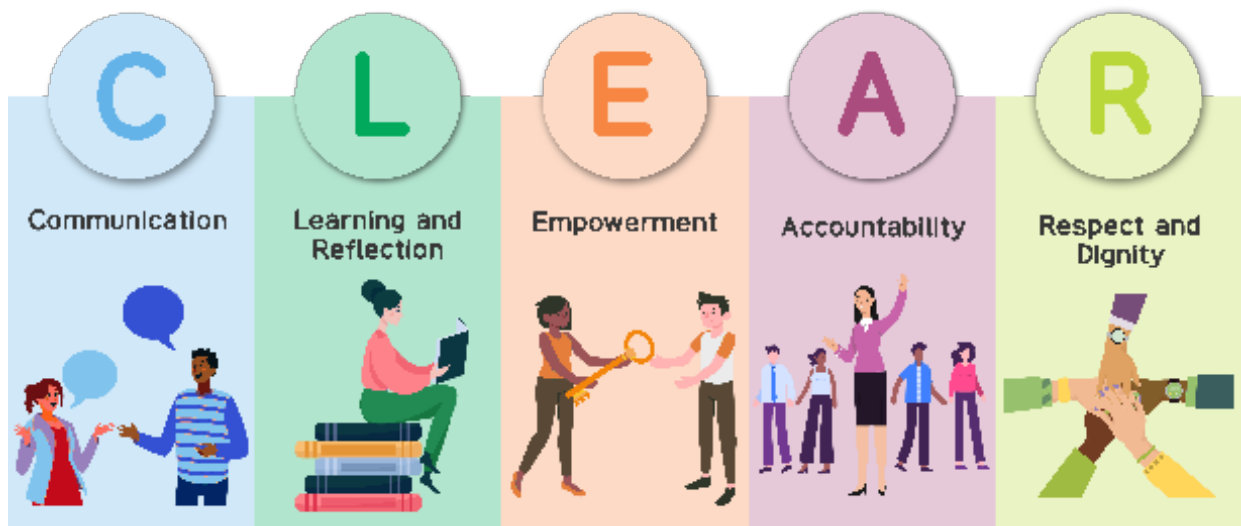 C
L
E
A
R
Communication
Learning and
Reflection
Empowerment
Accountability
Respect and
Dignity